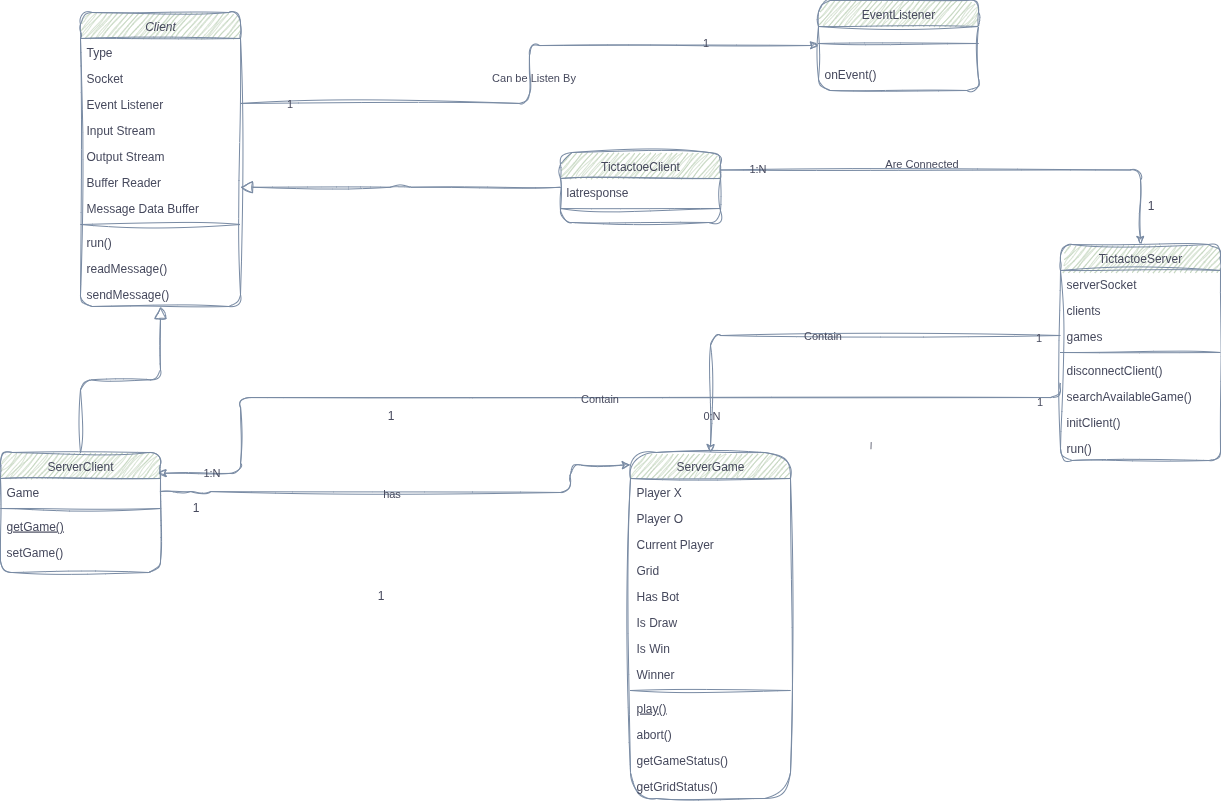 Client
Type
Socket
Event Listener
Input Stream
Output Stream
Buffer Reader
Message Data Buffer
run()
readMessage()
sendMessage()
1
Can be Listen By
1
EventListener
onEvent()
TictactoeClient
latresponse
1:N
Are Connected
1
TictactoeServer
serverSocket
clients
games
disconnectClient()
searchAvailableGame()
initClient()
run()
1
Contain
0:N
1
Contain
1
1:N
ServerClient
Game
getGame()
setGame()
1
has
1
ServerGame
Player X
Player O
Current Player
Grid
Has Bot
Is Draw
Is Win
Winner
play()
abort()
getGameStatus()
getGridStatus()